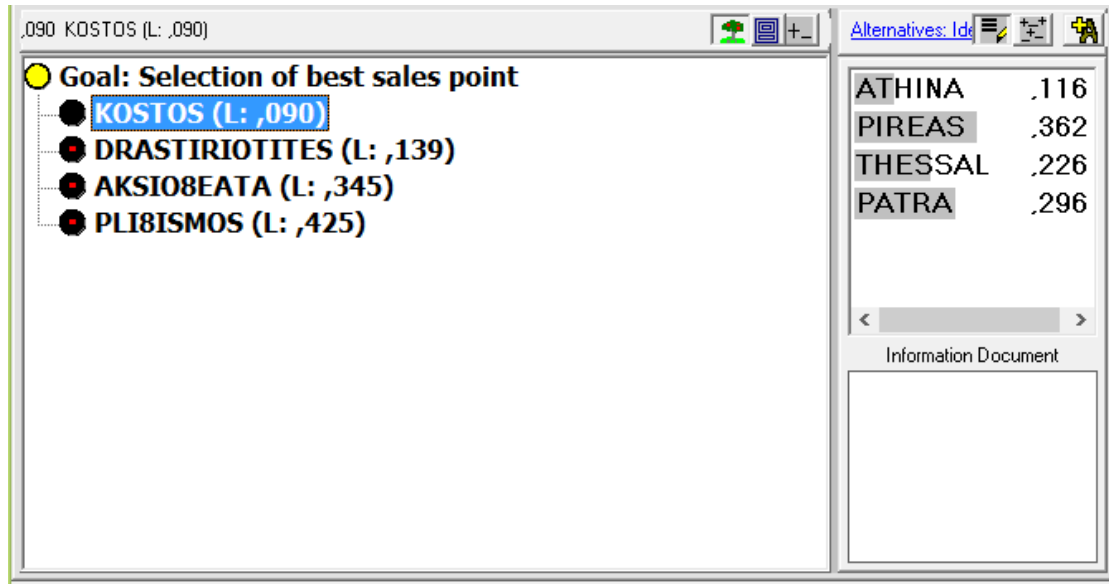 ,090 KOSTOS (L: ,090)
Goal: Selection of best sales point
KOSTOS (L: ,090)
DRASTIRIOTITES (L: ,139)
AKSIO8EATA (L: ,345)
PLI8ISMOS (L: ,425)
Alternatives: Ide
ATHINA ,116
PIREAS ,362
THESSAL ,226
PATRA ,296
Information Document